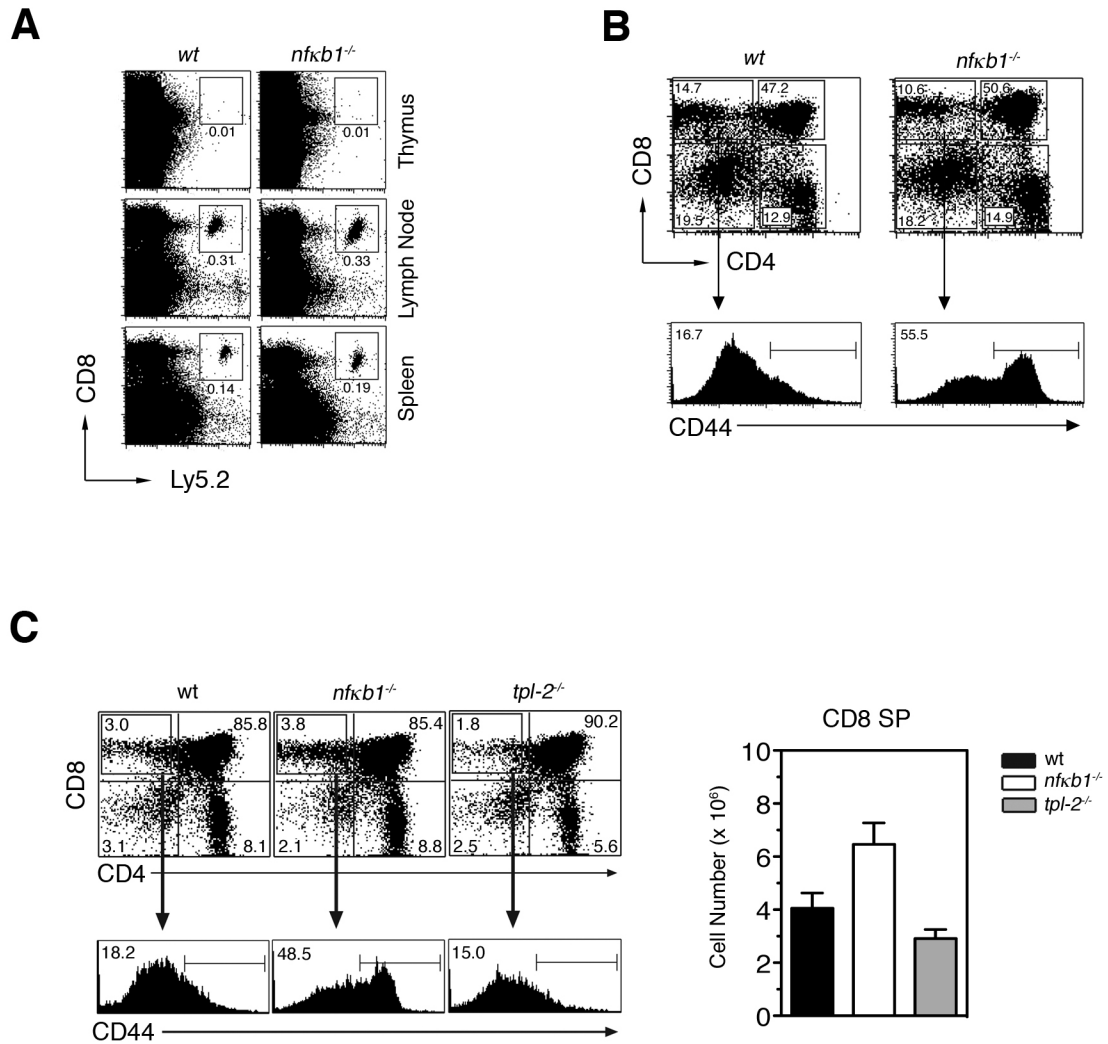 A
wt
nfκb1-/-
0.01
0.01
Thymus
0.31
0.33
Lymph Node
0.14
0.19
Spleen
CD8
Ly5.2
B
wt
nfκb1-/-
14.7
47.2
10.6
50.6
19.5
12.9
18.2
14.9
CD8
CD4
16.7
55.5
CD44
C
wt
nfκb1-/-
tpl-2-/-
3.0
85.8
3.8
85.4
1.8
90.2
3.1
8.1
2.1
8.8
2.5
5.6
CD8
CD4
18.2
48.5
15.0
CD44
CD8 SP
10
8
6
4
2
0
Cell Number (x 10⁶)
wt
nfκb1-/-
tpl-2-/-